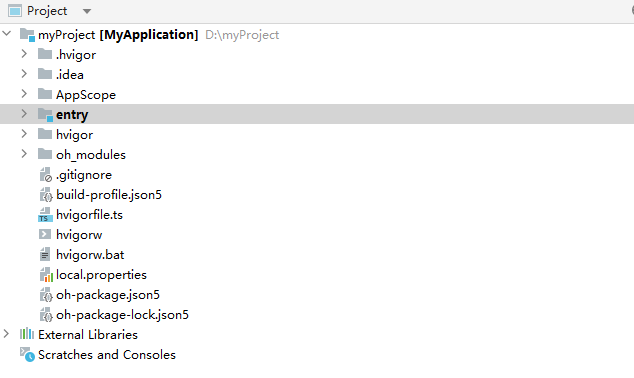 Project
myProject [MyApplication] D:\myProject
.hvigor
.idea
AppScope
entry
hvigor
oh_modules
.gitignore
build-profile.json5
hvigorfile.ts
hvigorw
hvigorw.bat
local.properties
oh-package.json5
oh-package-lock.json5
External Libraries
Scratches and Consoles